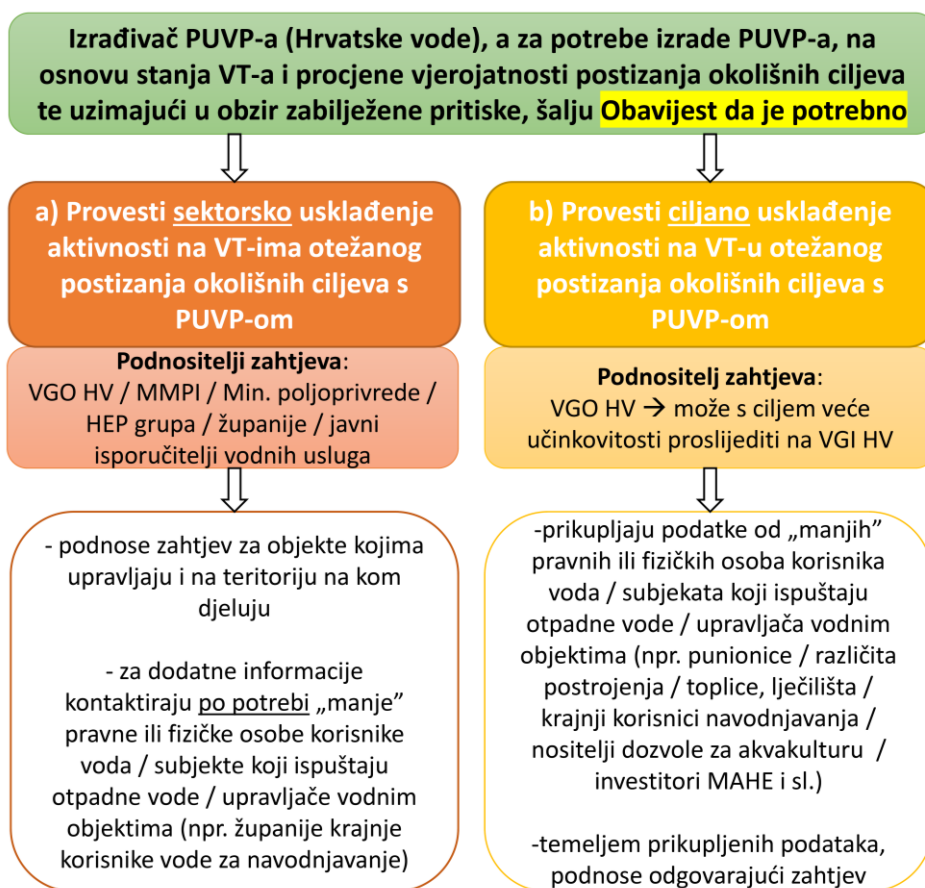 Izrađivač PUVP-a (Hrvatske vode), a za potrebe izrade PUVP-a, na
osnovu stanja VT-a i procjene vjerojatnosti postizanja okolišnih ciljeva
te uzimajući u obzir zabilježene pritiske, šalju Obavijest da je potrebno
a) Provesti sektorsko usklađenje
aktivnosti na VT-ima otežanog
postizanja okolišnih ciljeva s
PUVP-om
Podnositelji zahtjeva:
VGO HV / MMPI / Min. poljoprivrede /
HEP grupa / županije / javni
isporučitelji vodnih usluga
- podnose zahtjev za objekte kojima
upravljaju i na teritoriju na kom
djeluju
- za dodatne informacije
kontaktiraju po potrebi „manje”
pravne ili fizičke osobe korisnike
voda / subjekte koji ispuštaju
otpadne vode / upravljače vodnim
objektima (npr. županije krajnje
korisnike vode za navodnjavanje)
b) Provesti ciljano usklađenje
aktivnosti na VT-u otežanog
postizanja okolišnih ciljeva s
PUVP-om
Podnositelj zahtjeva:
VGO HV → može s ciljem veće
učinkovitosti proslijediti na VGI HV
-prikupljaju podatke od „manjih”
pravnih ili fizičkih osoba korisnika
voda / subjekata koji ispuštaju
otpadne vode / upravljača vodnim
objektima (npr. punionice / različita
postrojenja / toplice, lječilišta /
krajnji korisnici navodnjavanja /
nositelji dozvole za akvakulturu /
investitori MAHE i sl.)
-temeljem prikupljenih podataka,
podnose odgovarajući zahtjev